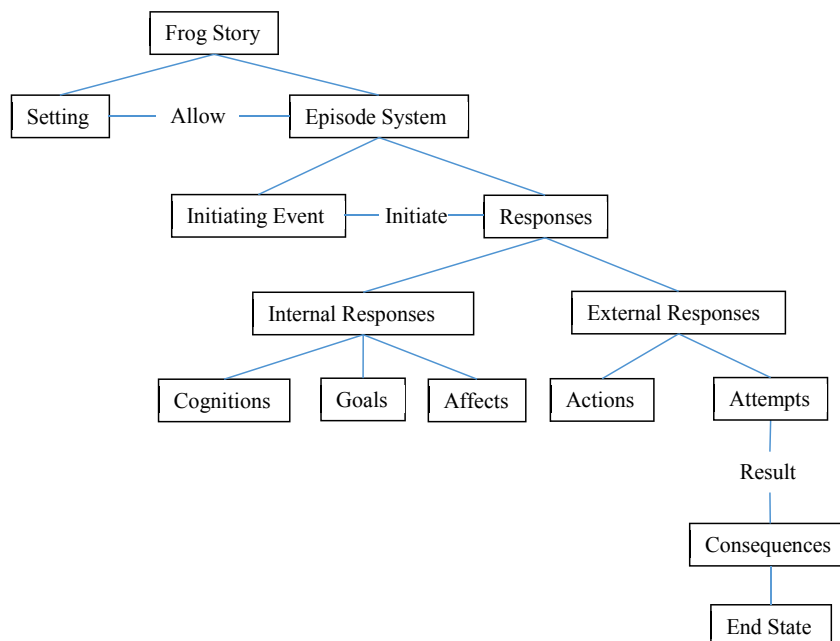 Frog Story
Setting
Allow
Episode System
Initiating Event
Initiate
Responses
Internal Responses
External Responses
Cognitions
Goals
Affects
Actions
Attempts
Result
Consequences
End State